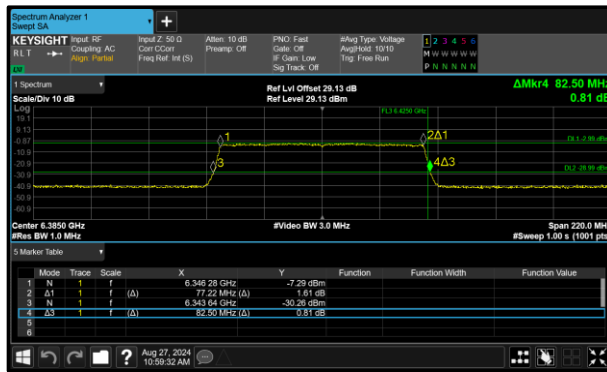 Spectrum Analyzer 1
Swept SA
+
KEYSIGHT Input: RF Input Z: 50 Ω Atten: 10 dB PNO: Fast #Avg Type: Voltage 1 2 3 4 5 6
RLT Coupling: AC Corr CCorr Preamp: Off Gate: Off Avg|Hold: 10/10 M W W W W W
Align: Partial Freq Ref: Int (S) IF Gain: Low Trig: Free Run
Sig Track: Off P N N N N N
1 Spectrum Ref Lvl Offset 29.13 dB ΔMkr4 82.50 MHz
Scale/Div 10 dB Ref Level 29.13 dBm 0.81 dB
Log FL3 6.4250 GHz
19.1
9.13
-0.87 1 2Δ1 DL1 -2.99 dBm
-10.9
-20.9 3 4Δ3
-30.9 DL2 -28.99 dBm
-40.9
-50.9
-60.9
Center 6.3850 GHz #Video BW 3.0 MHz Span 220.0 MHz
#Res BW 1.0 MHz #Sweep 1.00 s (1001 pts)
5 Marker Table
Mode Trace Scale X Y Function Function Width Function Value
1 N 1 f 6.346 28 GHz -7.29 dBm
2 Δ1 1 f (Δ) 77.22 MHz (Δ) 1.61 dB
3 N 1 f 6.343 64 GHz -30.26 dBm
4 Δ3 1 f (Δ) 82.50 MHz (Δ) 0.81 dB
5
6
? Aug 27, 2024
10:59:32 AM